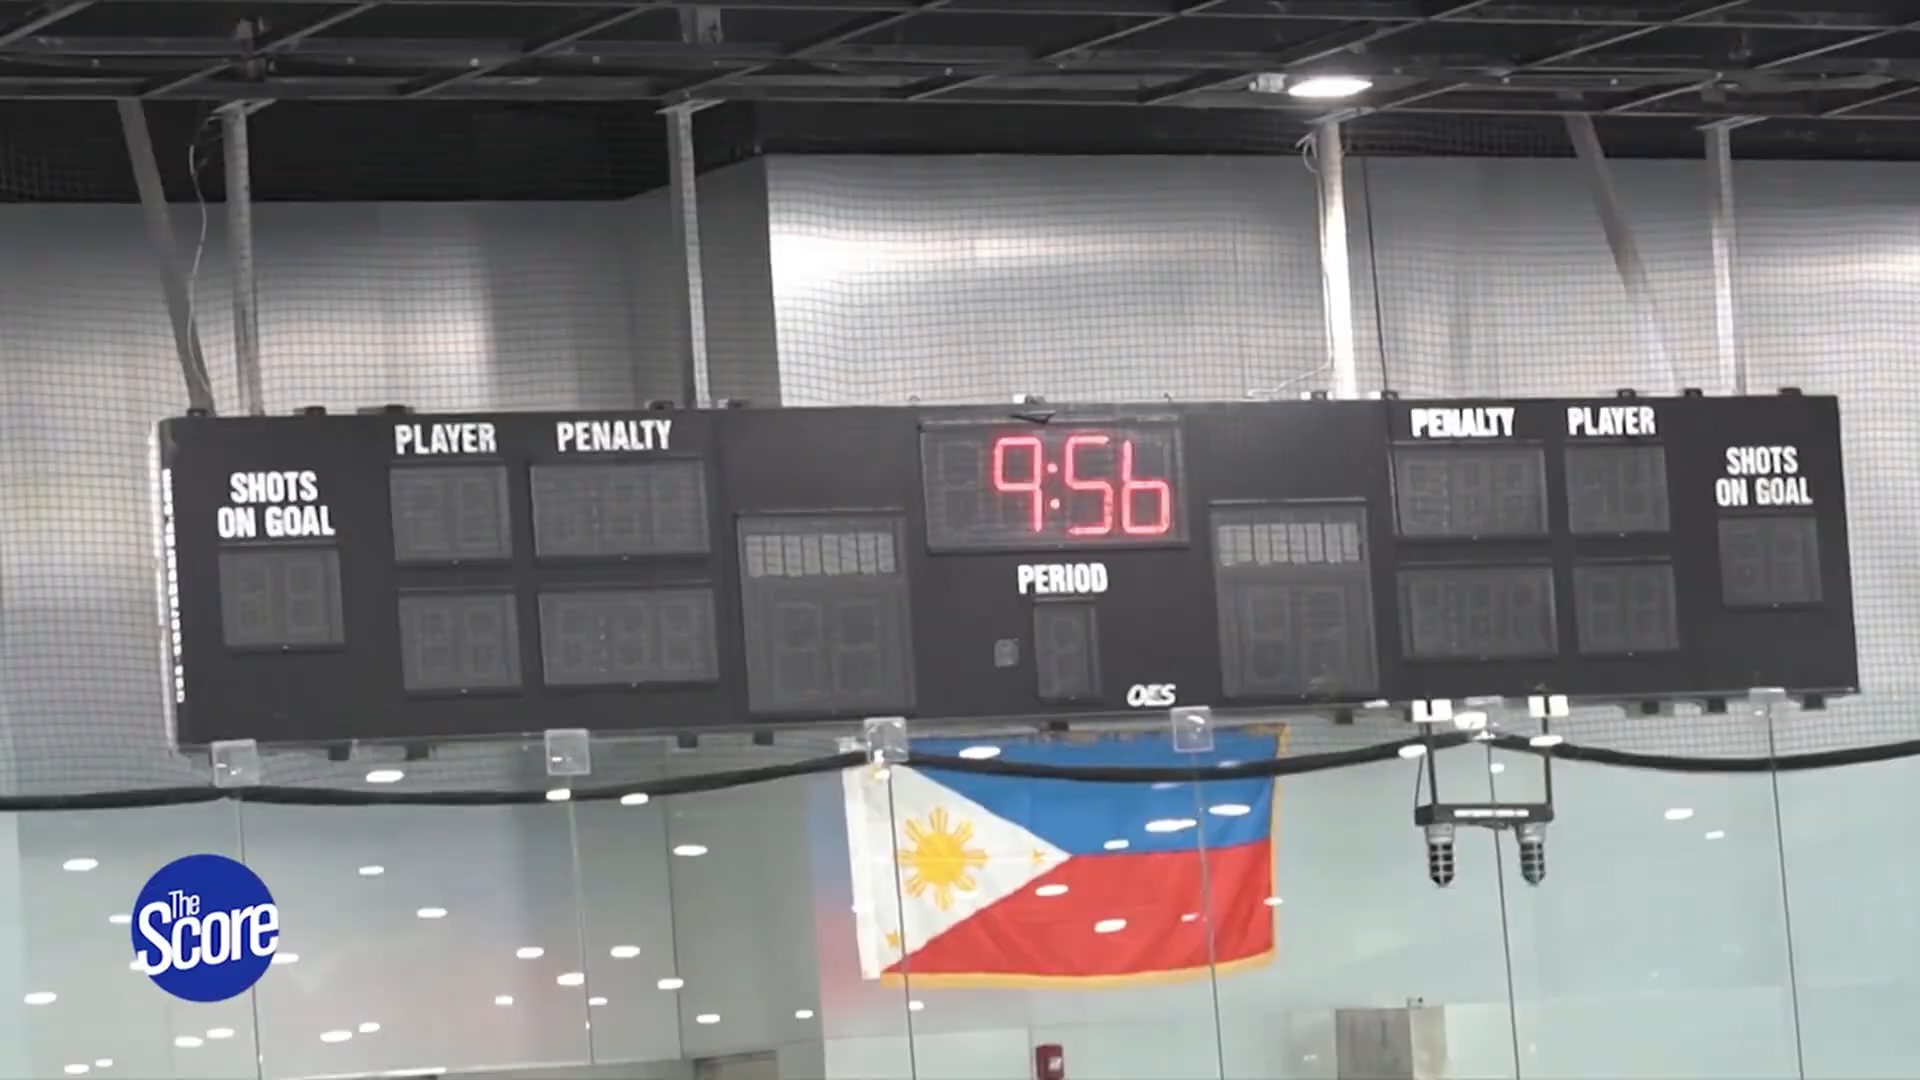 PLAYER
PENALTY
9:56
PENALTY
PLAYER
SHOTS
ON GOAL
SHOTS
ON GOAL
PERIOD
OES
The
Score